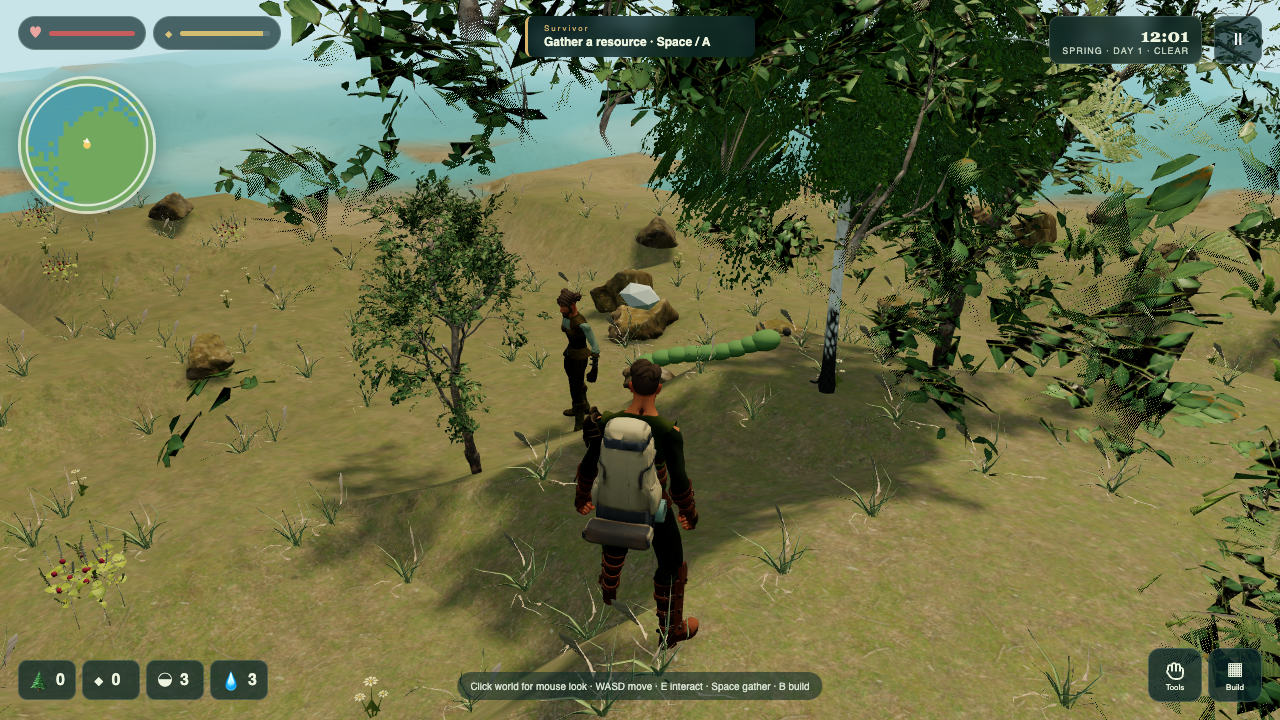 Survivor
Gather a resource · Space / A
12:01
SPRING · DAY 1 · CLEAR
0
0
3
3
Click world for mouse look · WASD move · E interact · Space gather · B build
Tools
Build